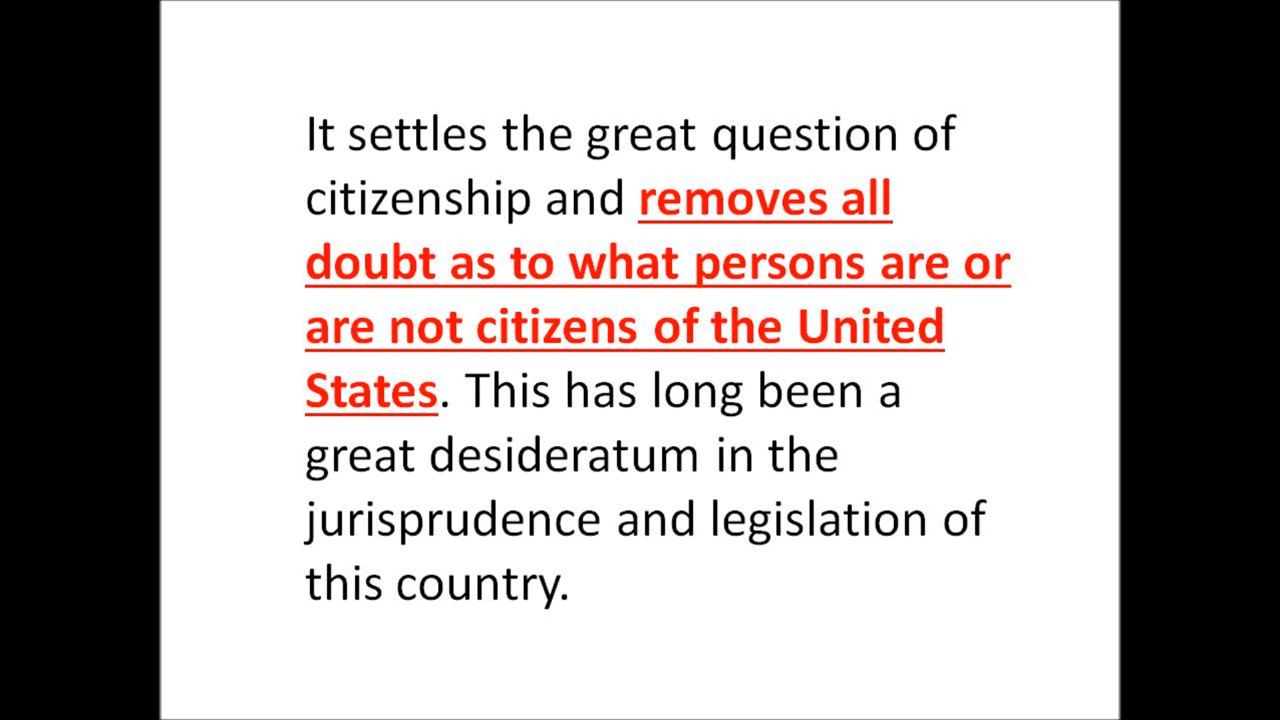 It settles the great question of
citizenship and removes all
doubt as to what persons are or
are not citizens of the United
States. This has long been a
great desideratum in the
jurisprudence and legislation of
this country.